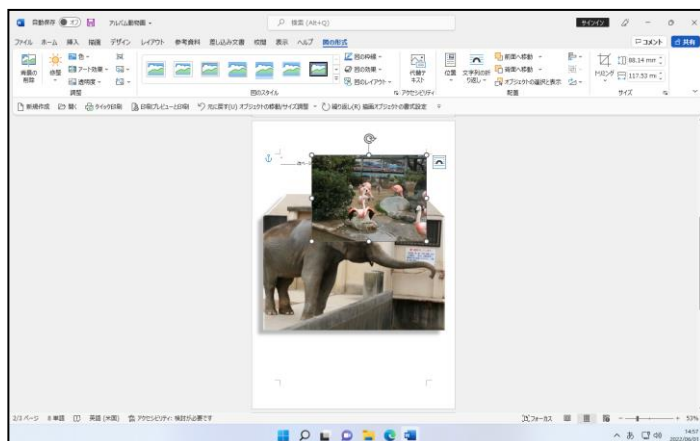 自動保存 オフ アルバム動物園 検索 (Alt+Q) サインイン
ファイル ホーム 挿入 描画 デザイン レイアウト 参考資料 差し込み文書 校閲 表示 ヘルプ 図の形式 コメント 共有
背景の削除 修整 色 アート効果 透明度 図の枠線 図の効果 図のレイアウト 代替テキスト 位置 文字列の折り返し 前面へ移動 背面へ移動 オブジェクトの選択と表示 トリミング 88.14 mm 117.53 mm
調整 図のスタイル アクセシビリティ 配置 サイズ
新規作成 開く クイック印刷 印刷プレビューと印刷 元に戻す(U) オブジェクトの移動/サイズ調整 繰り返し(R) 描画オブジェクトの書式設定
2/3 ページ 8 単語 英語 (米国) アクセシビリティ: 検討が必要です フォーカス 53%
あ 14:57